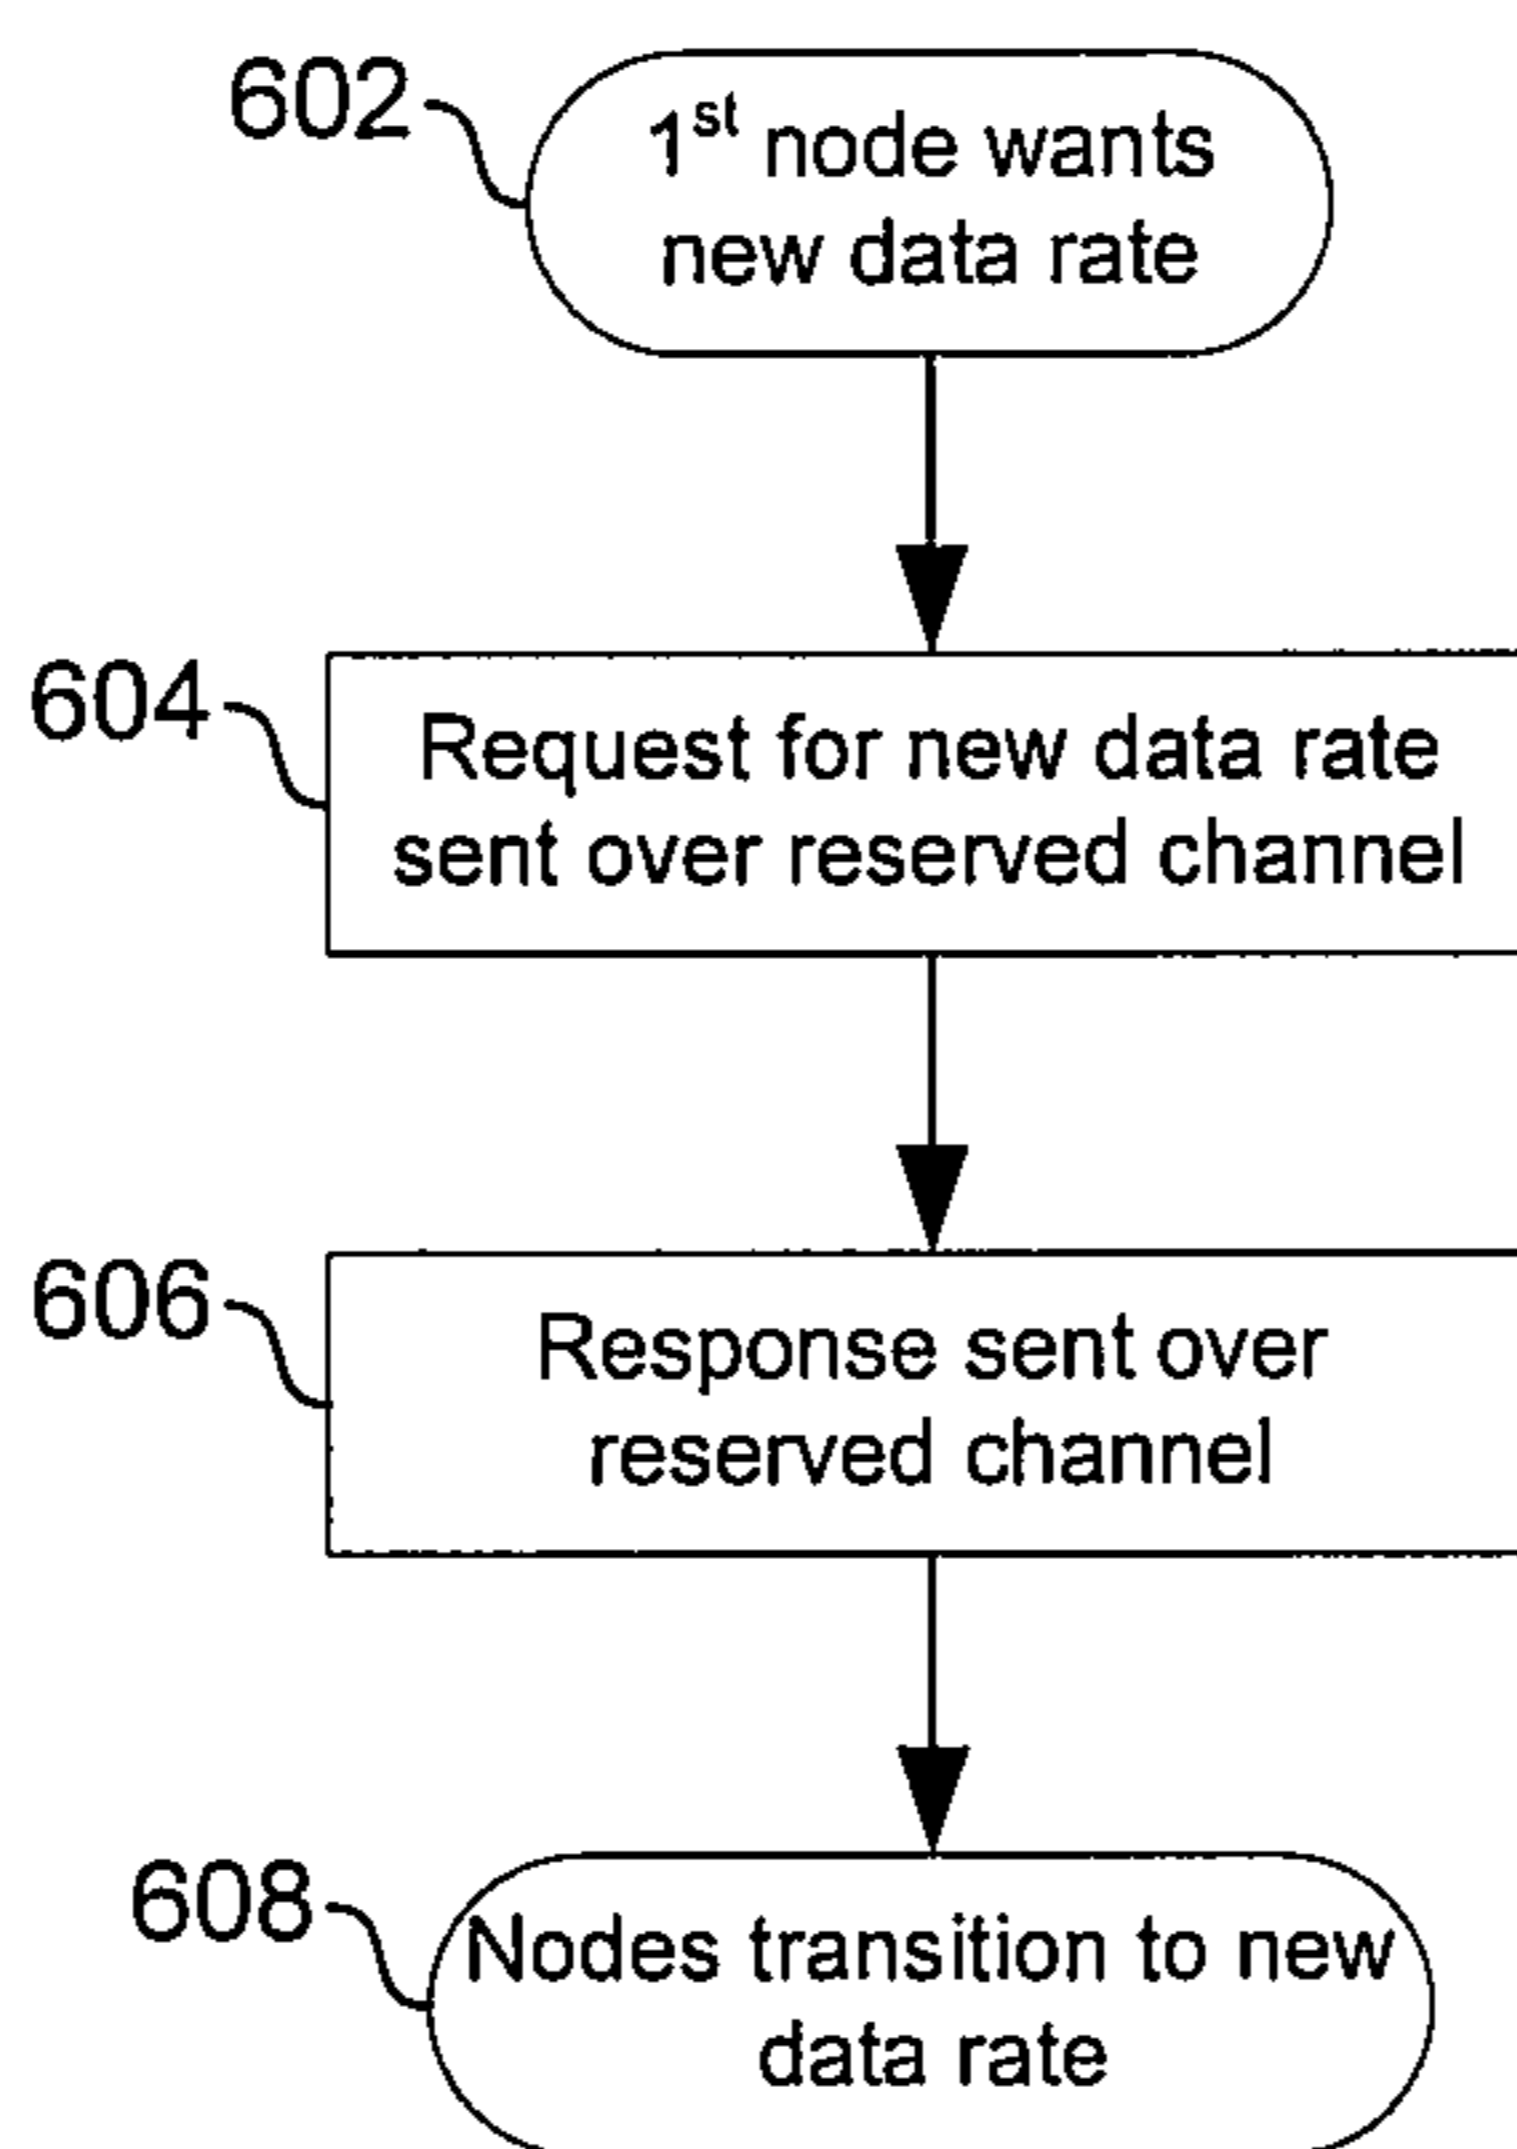 602
1st node wants
new data rate
604
Request for new data rate
sent over reserved channel
606
Response sent over
reserved channel
608
Nodes transition to new
data rate